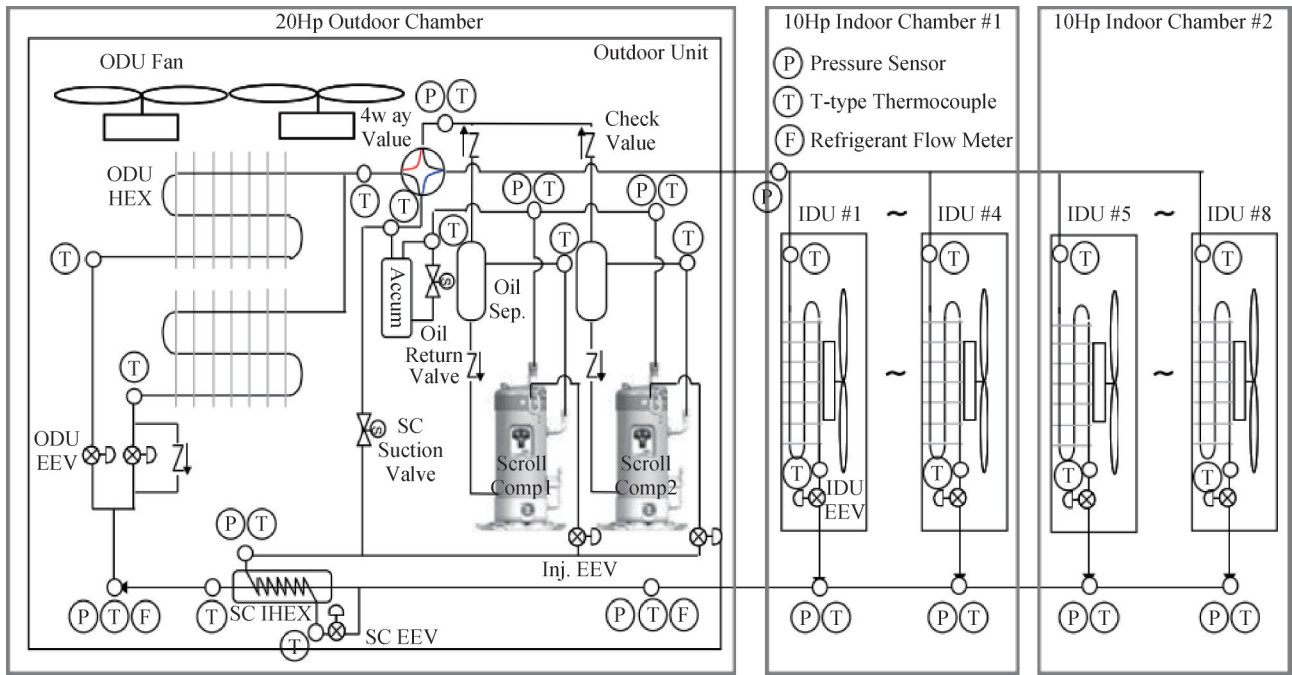 20Hp Outdoor Chamber
10Hp Indoor Chamber #1
10Hp Indoor Chamber #2
Outdoor Unit
ODU Fan
P Pressure Sensor
T T-type Thermocouple
F Refrigerant Flow Meter
P T
4w ay
Value
Check
Value
ODU
HEX
T
T
P T
P T
P
IDU #1 ~ IDU #4
IDU #5 ~ IDU #8
T
T
T
T
T
T
T
T
S
Accum
Oil
Sep.
Oil
Return
Valve
T
~
~
ODU
EEV
S
SC
Suction
Valve
Scroll
Comp1
Scroll
Comp2
T
T
T
T
IDU
EEV
P T
Inj. EEV
P T F
T
SC IHEX
T
SC EEV
P T F
P T
P T
P T
P T